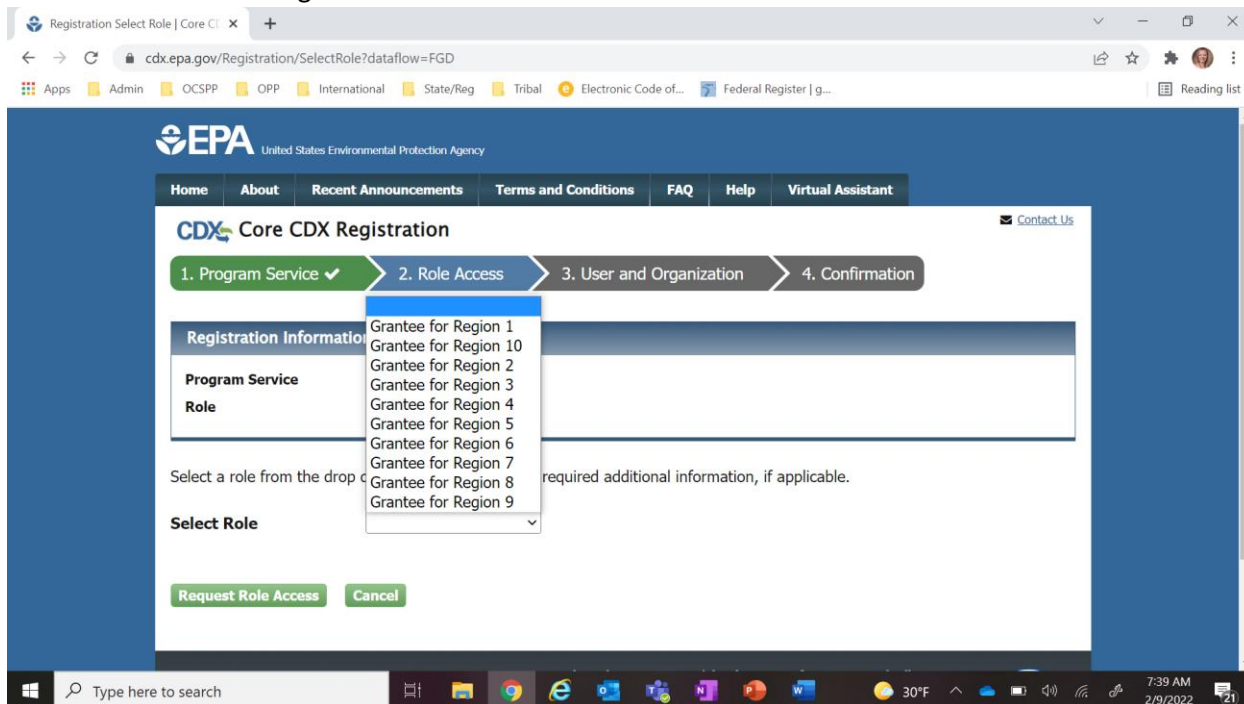 Registration Select Role | Core CD
cdx.epa.gov/Registration/SelectRole?dataflow=FGD
Apps Admin OCSPP OPP International State/Reg Tribal Electronic Code of... Federal Register | g... Reading list
EPA United States Environmental Protection Agency
Home About Recent Announcements Terms and Conditions FAQ Help Virtual Assistant
CDX Core CDX Registration
Contact Us
1. Program Service ✔ 2. Role Access 3. User and Organization 4. Confirmation
Registration Informatio
Program Service
Role
Grantee for Region 1
Grantee for Region 10
Grantee for Region 2
Grantee for Region 3
Grantee for Region 4
Grantee for Region 5
Grantee for Region 6
Grantee for Region 7
Grantee for Region 8
Grantee for Region 9
Select a role from the drop required additional information, if applicable.
Select Role
Request Role Access Cancel
Type here to search 30°F 7:39 AM
2/9/2022 21